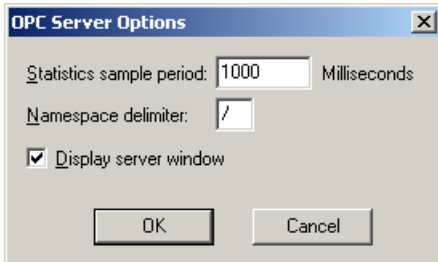 OPC Server Options
Statistics sample period: 1000 Milliseconds
Namespace delimiter: /
Display server window
OK Cancel